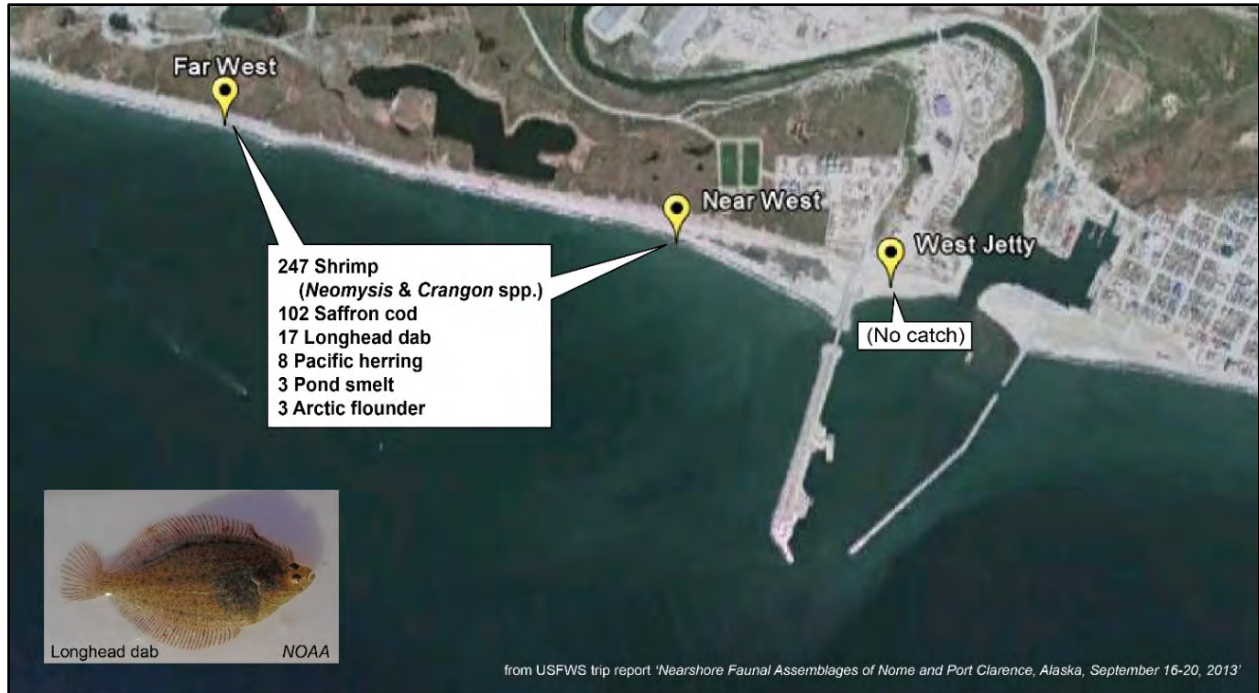 Far West
Near West
West Jetty
247 Shrimp
(Neomysis & Crangon spp.)
102 Saffron cod
17 Longhead dab
8 Pacific herring
3 Pond smelt
3 Arctic flounder
(No catch)
Longhead dab
NOAA
from USFWS trip report 'Nearshore Faunal Assemblages of Nome and Port Clarence, Alaska, September 16-20, 2013'